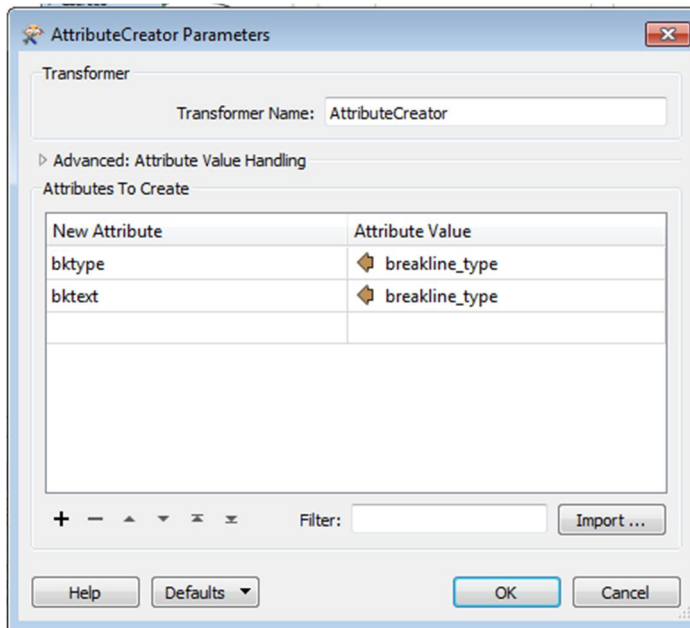 AttributeCreator Parameters
Transformer
Transformer Name: AttributeCreator
Advanced: Attribute Value Handling
Attributes To Create
New Attribute Attribute Value
bktype breakline_type
bktext breakline_type
Filter: Import ...
Help Defaults OK Cancel